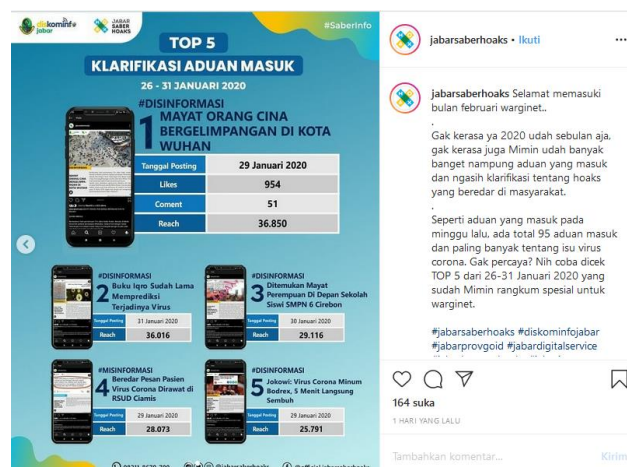 diskominfo
jabar
JABAR
SABER
HOAKS
#SaberInfo
TOP 5
KLARIFIKASI ADUAN MASUK
26 - 31 JANUARI 2020
#DISINFORMASI
1
MAYAT ORANG CINA
BERGELIMPANGAN DI KOTA
WUHAN
Tanggal Posting 29 Januari 2020
Likes 954
Coment 51
Reach 36.850
#DISINFORMASI
2
Buku Iqro Sudah Lama
Memprediksi
Terjadinya Virus
Tanggal Posting 31 Januari 2020
Reach 36.016
#DISINFORMASI
3
Ditemukan Mayat
Perempuan Di Depan Sekolah
Siswi SMPN 6 Cirebon
Tanggal Posting 30 Januari 2020
Reach 29.116
#MISINFORMASI
4
Beredar Pesan Pasien
Virus Corona Dirawat di
RSUD Ciamis
Tanggal Posting 29 Januari 2020
Reach 28.073
#DISINFORMASI
5
Jokowi: Virus Corona Minum
Bodrex, 5 Menit Langsung
Sembuh
Tanggal Posting 29 Januari 2020
Reach 25.791
@jabarsaberhoaks
jabarsaberhoaks • Ikuti
jabarsaberhoaks Selamat memasuki
bulan februari warginet..
.
Gak kerasa ya 2020 udah sebulan aja,
gak kerasa juga Mimin udah banyak
banget nampung aduan yang masuk
dan ngasih klarifikasi tentang hoaks
yang beredar di masyarakat.
.
Seperti aduan yang masuk pada
minggu lalu, ada total 95 aduan masuk
dan paling banyak tentang isu virus
corona. Gak percaya? Nih coba dicek
TOP 5 dari 26-31 Januari 2020 yang
sudah Mimin rangkum spesial untuk
warginet.
#jabarsaberhoaks #diskominfojabar
#jabarprovgoid #jabardigitalservice
164 suka
1 HARI YANG LALU
Tambahkan komentar...
Kirim